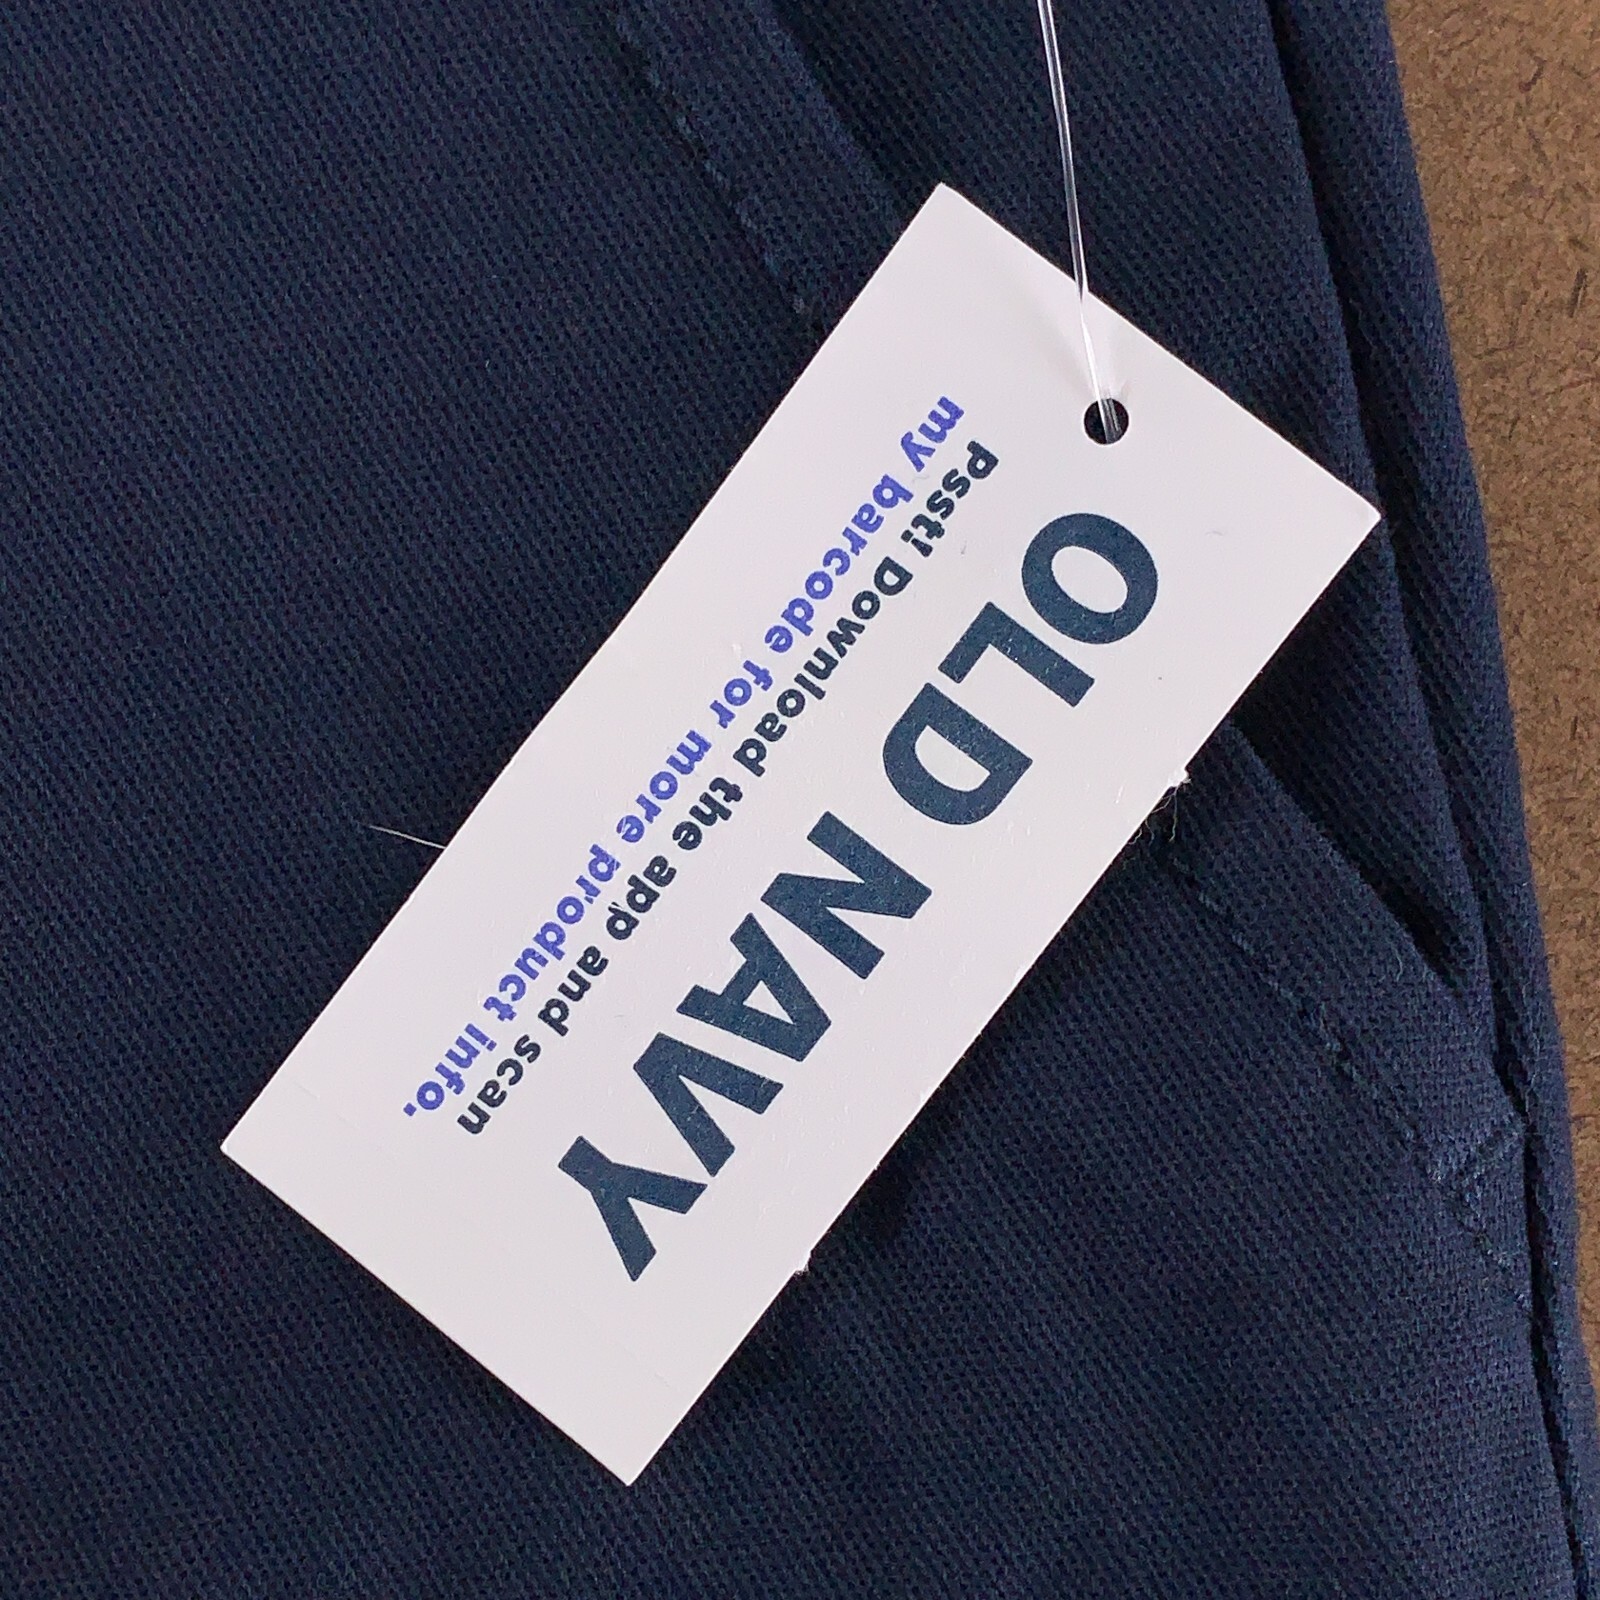 OLD NAVY
psst! Download the app and scan
my barcode for more product info.